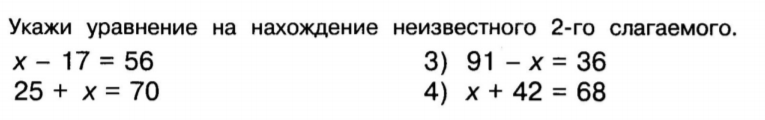 Укажи уравнение на нахождение неизвестного 2-го слагаемого.
x – 17 = 56
25 + x = 70
3) 91 – x = 36
4) x + 42 = 68